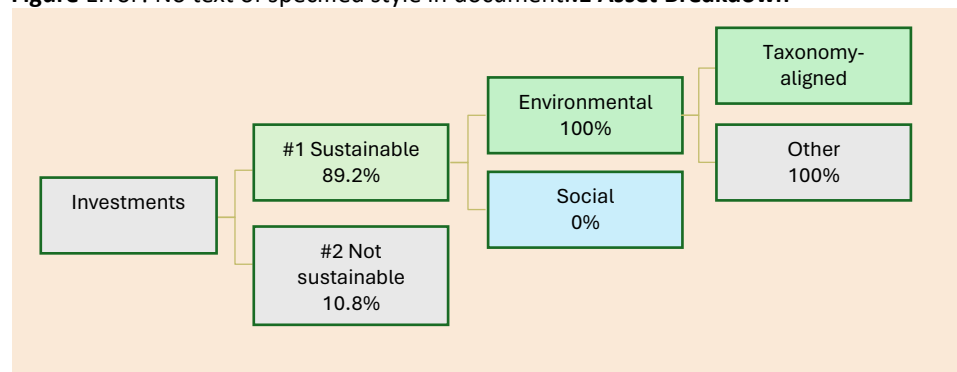 Figure Error! No text of specified style in document..1 Asset Breakdown
Investments
#1 Sustainable
89.2%
#2 Not
sustainable
10.8%
Environmental
100%
Social
0%
Taxonomy-
aligned
Other
100%